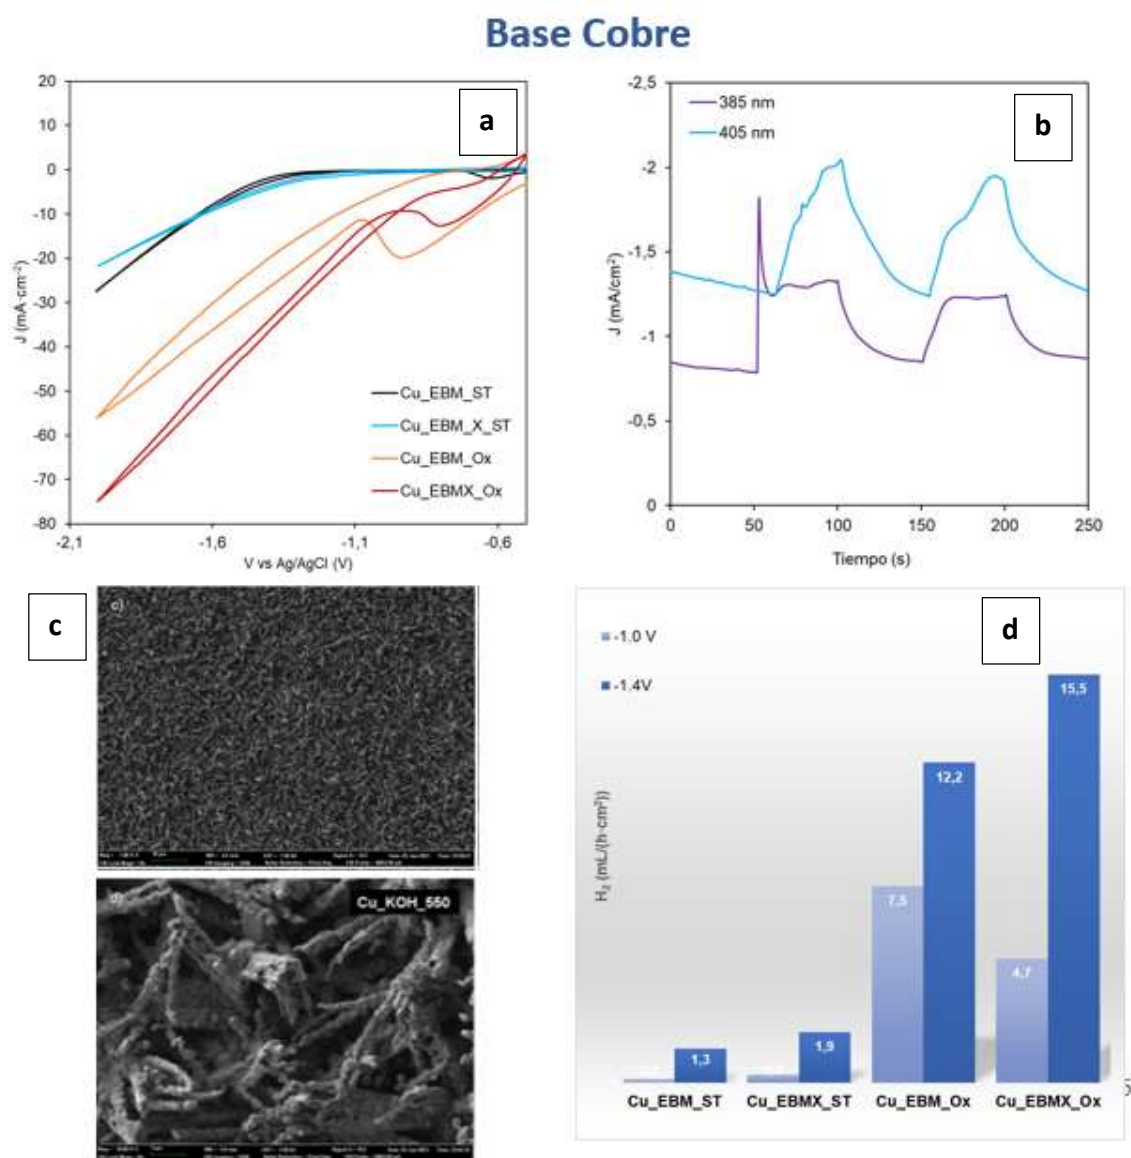 Base Cobre
a
20
10
0
-10
-20
-30
-40
-50
-60
-70
-80
J (mA·cm⁻²)
-2,1
-1,6
-1,1
-0,6
V vs Ag/AgCl (V)
Cu_EBM_ST
Cu_EBM_X_ST
Cu_EBM_Ox
Cu_EBMX_Ox
b
385 nm
405 nm
-2,5
-2
-1,5
-1
-0,5
0
J (mA/cm²)
0
50
100
150
200
250
Tiempo (s)
c
c)
d)
Cu_KOH_550
d
-1.0 V
-1.4V
H₂ (mL/(h·cm²))
1,3
1,9
7,5
12,2
4,7
15,5
Cu_EBM_ST
Cu_EBMX_ST
Cu_EBM_Ox
Cu_EBMX_Ox
5